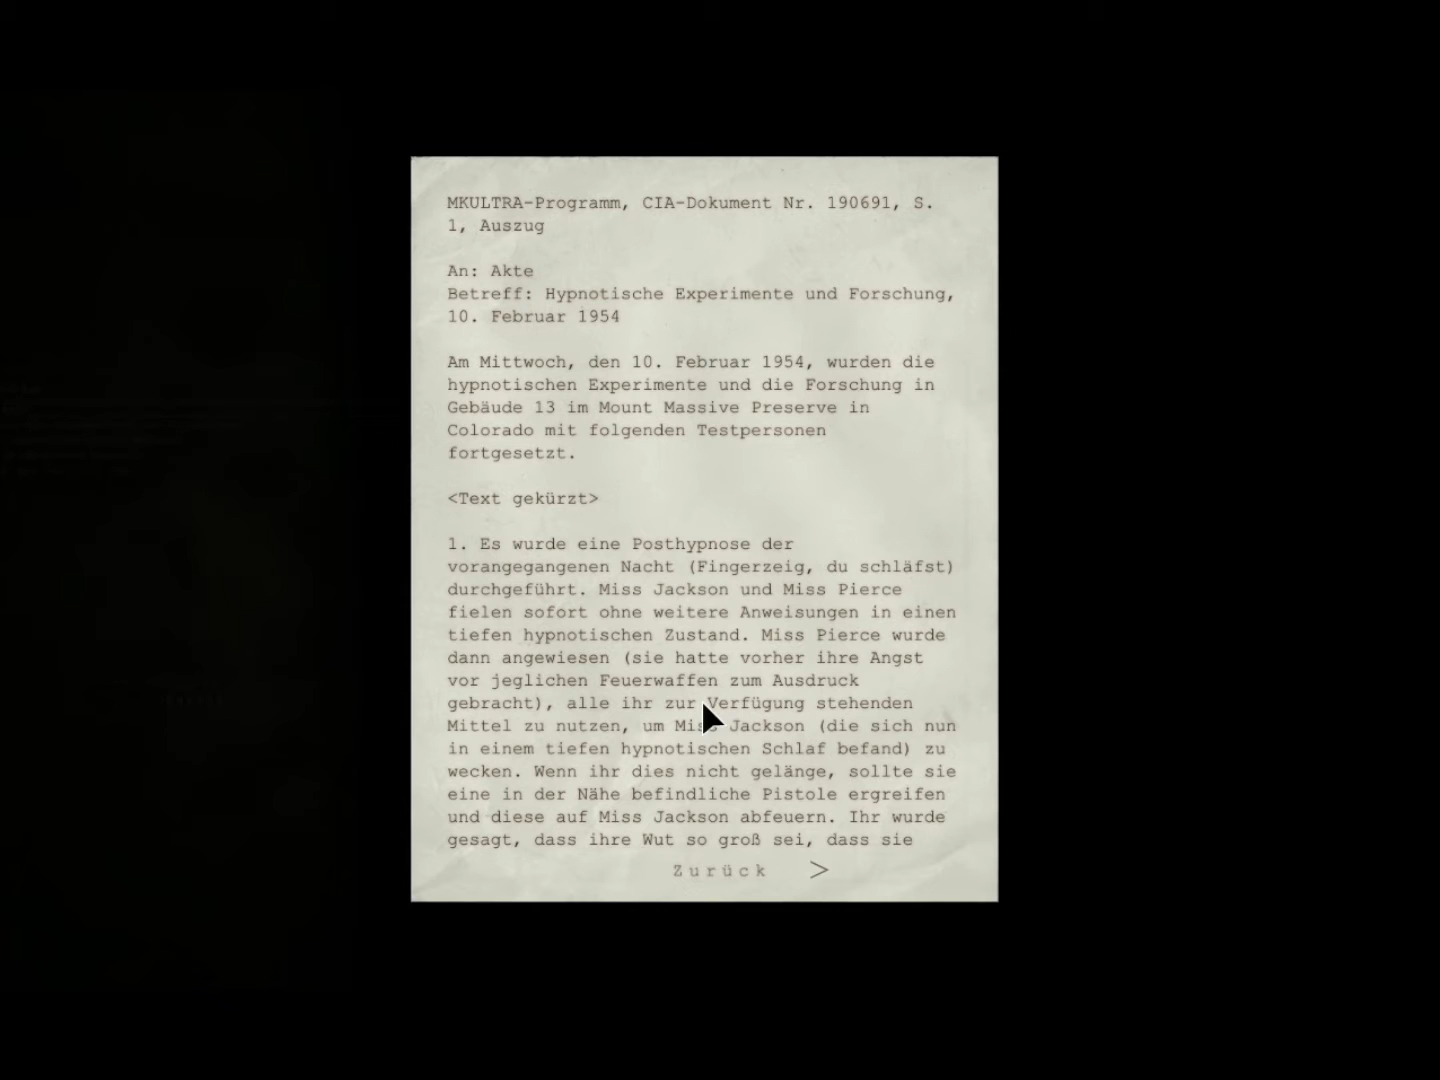 MKULTRA-Programm, CIA-Dokument Nr. 190691, S.
1, Auszug
An: Akte
Betreff: Hypnotische Experimente und Forschung,
10. Februar 1954
Am Mittwoch, den 10. Februar 1954, wurden die
hypnotischen Experimente und die Forschung in
Gebäude 13 im Mount Massive Preserve in
Colorado mit folgenden Testpersonen
fortgesetzt.
<Text gekürzt>
1. Es wurde eine Posthypnose der
vorangegangenen Nacht (Fingerzeig, du schläfst)
durchgeführt. Miss Jackson und Miss Pierce
fielen sofort ohne weitere Anweisungen in einen
tiefen hypnotischen Zustand. Miss Pierce wurde
dann angewiesen (sie hatte vorher ihre Angst
vor jeglichen Feuerwaffen zum Ausdruck
gebracht), alle ihr zur Verfügung stehenden
Mittel zu nutzen, um Miss Jackson (die sich nun
in einem tiefen hypnotischen Schlaf befand) zu
wecken. Wenn ihr dies nicht gelänge, sollte sie
eine in der Nähe befindliche Pistole ergreifen
und diese auf Miss Jackson abfeuern. Ihr wurde
gesagt, dass ihre Wut so groß sei, dass sie
Zurück >